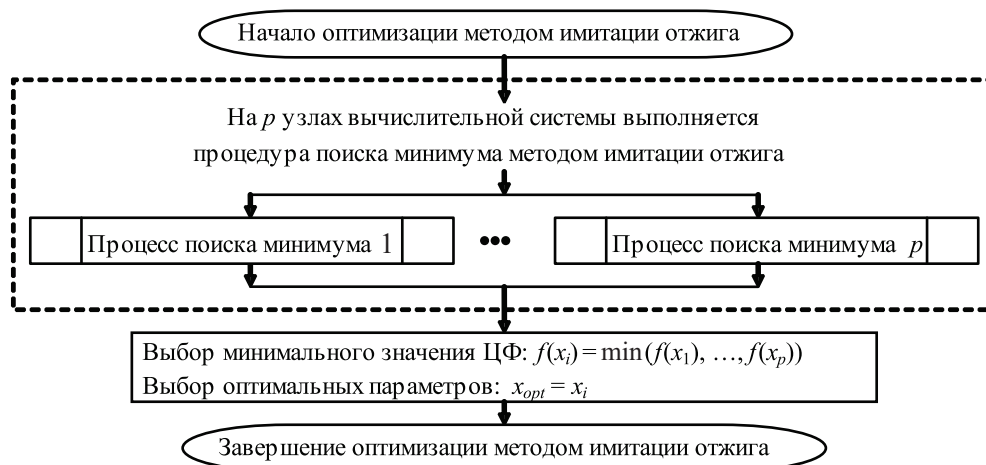 Начало оптимизации методом имитации отжига
На p узлах вычислительной системы выполняется
процедура поиска минимума методом имитации отжига
Процесс поиска минимума 1
•••
Процесс поиска минимума p
Выбор минимального значения ЦФ: f(xᵢ) = min(f(x₁), …, f(xₚ))
Выбор оптимальных параметров: xₒₚₜ = xᵢ
Завершение оптимизации методом имитации отжига